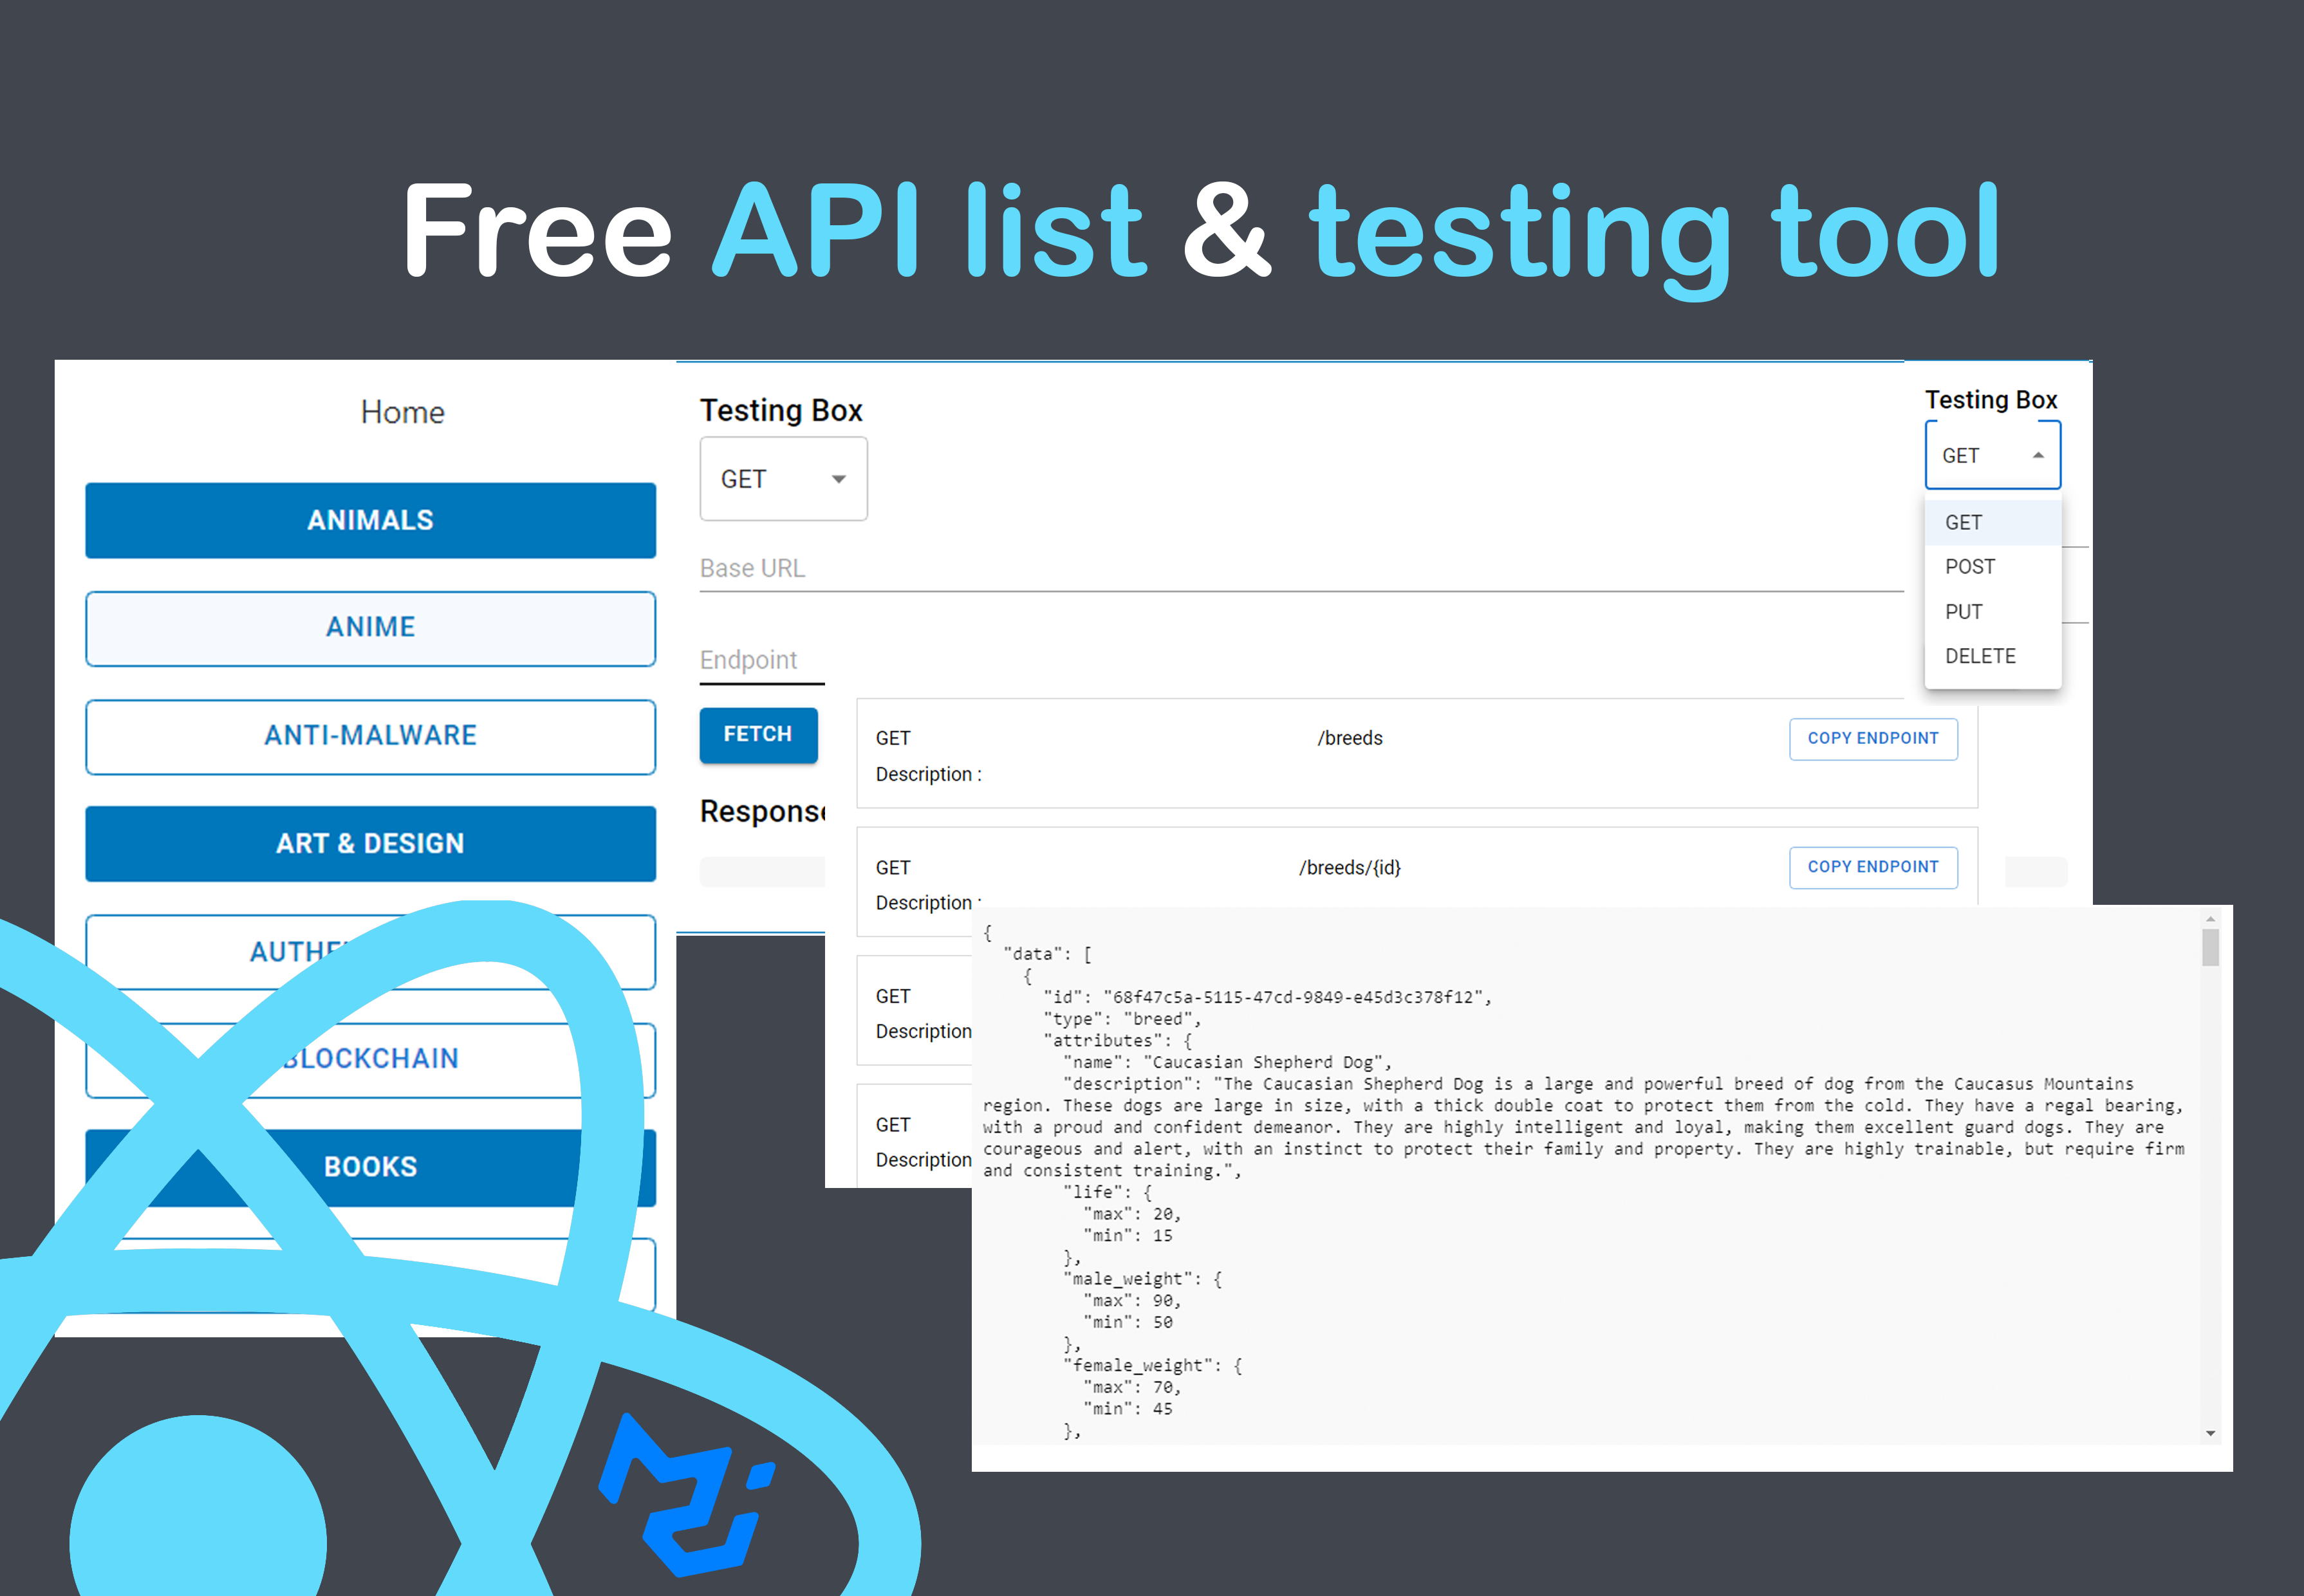 Free API list & testing tool
Home
ANIMALS
ANIME
ANTI-MALWARE
ART & DESIGN
BLOCKCHAIN
BOOKS
Testing Box
GET
Base URL
Endpoint
FETCH
Response
Testing Box
GET
GET
POST
PUT
DELETE
GET /breeds COPY ENDPOINT
Description :
GET /breeds/{id} COPY ENDPOINT
Description :
GET
Description
GET
Description
{
"data": [
{
"id": "68f47c5a-5115-47cd-9849-e45d3c378f12",
"type": "breed",
"attributes": {
"name": "Caucasian Shepherd Dog",
"description": "The Caucasian Shepherd Dog is a large and powerful breed of dog from the Caucasus Mountains
region. These dogs are large in size, with a thick double coat to protect them from the cold. They have a regal bearing,
with a proud and confident demeanor. They are highly intelligent and loyal, making them excellent guard dogs. They are
courageous and alert, with an instinct to protect their family and property. They are highly trainable, but require firm
and consistent training.",
"life": {
"max": 20,
"min": 15
},
"male_weight": {
"max": 90,
"min": 50
},
"female_weight": {
"max": 70,
"min": 45
},